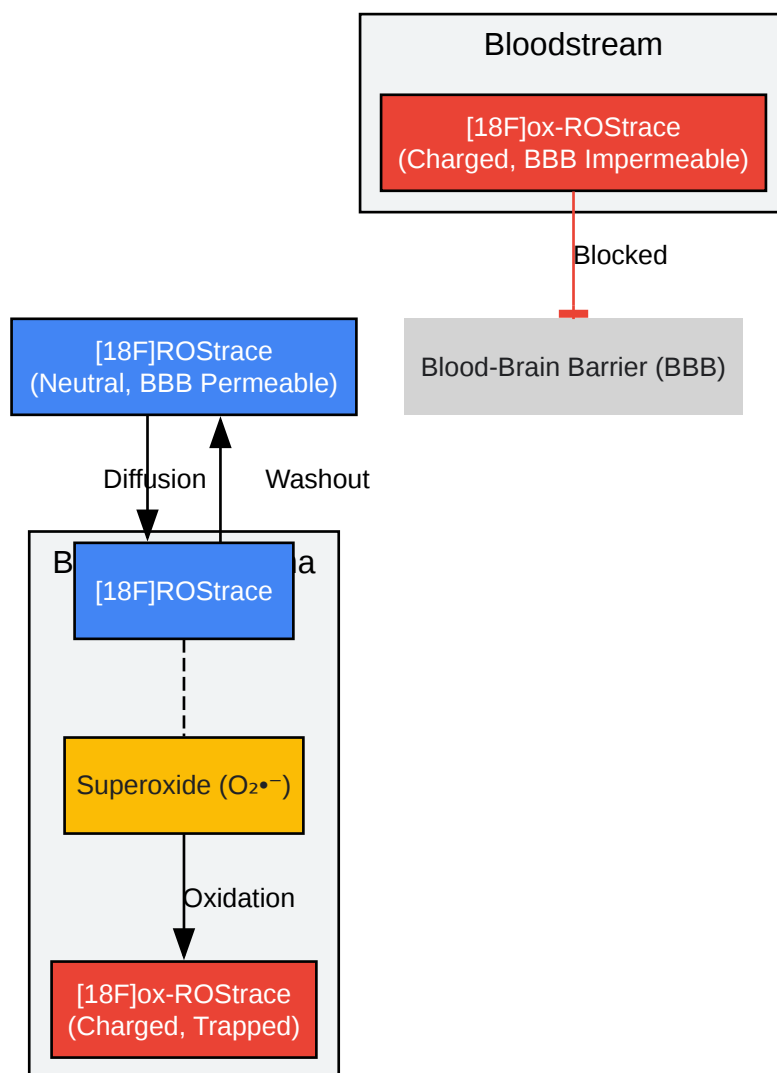 Bloodstream
[18F]ox-ROStrace
(Charged, BBB Impermeable)
Blocked
[18F]ROStrace
(Neutral, BBB Permeable)
Blood-Brain Barrier (BBB)
Diffusion
Washout
[18F]ROStrace
Superoxide (O₂•⁻)
Oxidation
[18F]ox-ROStrace
(Charged, Trapped)